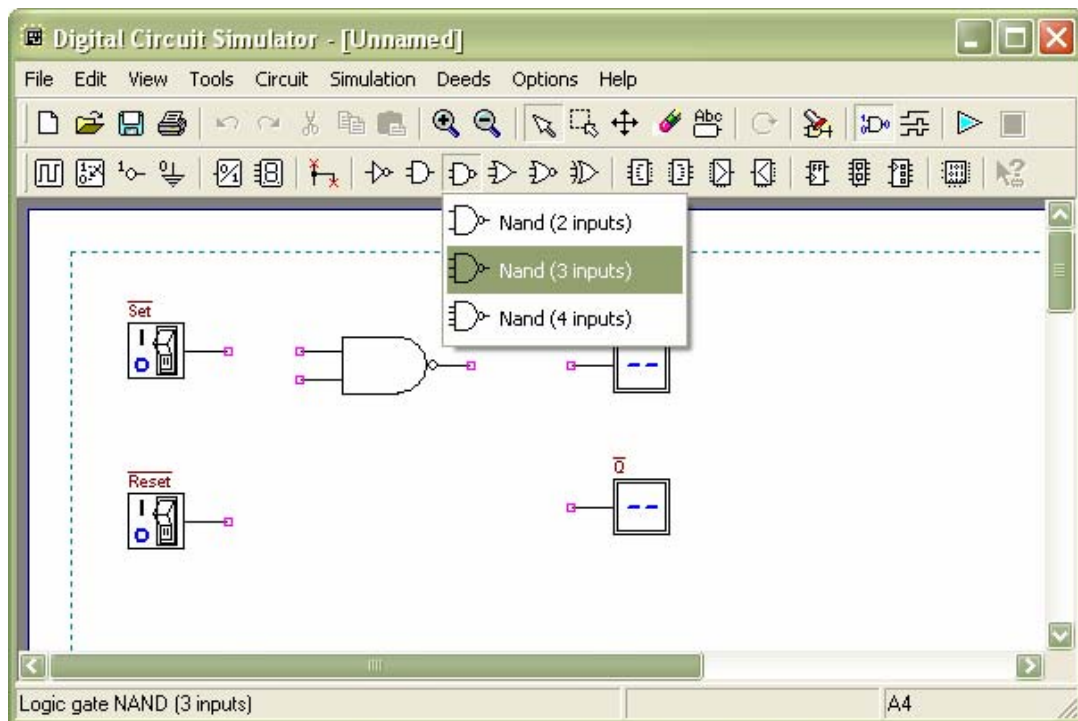 Digital Circuit Simulator - [Unnamed]
File Edit View Tools Circuit Simulation Deeds Options Help
Abc
Nand (2 inputs)
Nand (3 inputs)
Nand (4 inputs)
Set
Reset
Q
Logic gate NAND (3 inputs) A4